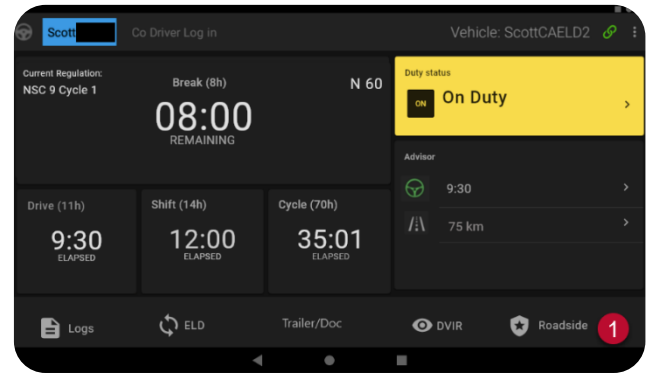 Scott
Co Driver Log in
Vehicle: ScottCAELD2
Current Regulation:
NSC 9 Cycle 1
Break (8h)
N 60
08:00
REMAINING
Duty status
ON
On Duty
Advisor
9:30
75 km
Drive (11h)
9:30
ELAPSED
Shift (14h)
12:00
ELAPSED
Cycle (70h)
35:01
ELAPSED
Logs
ELD
Trailer/Doc
DVIR
Roadside
1